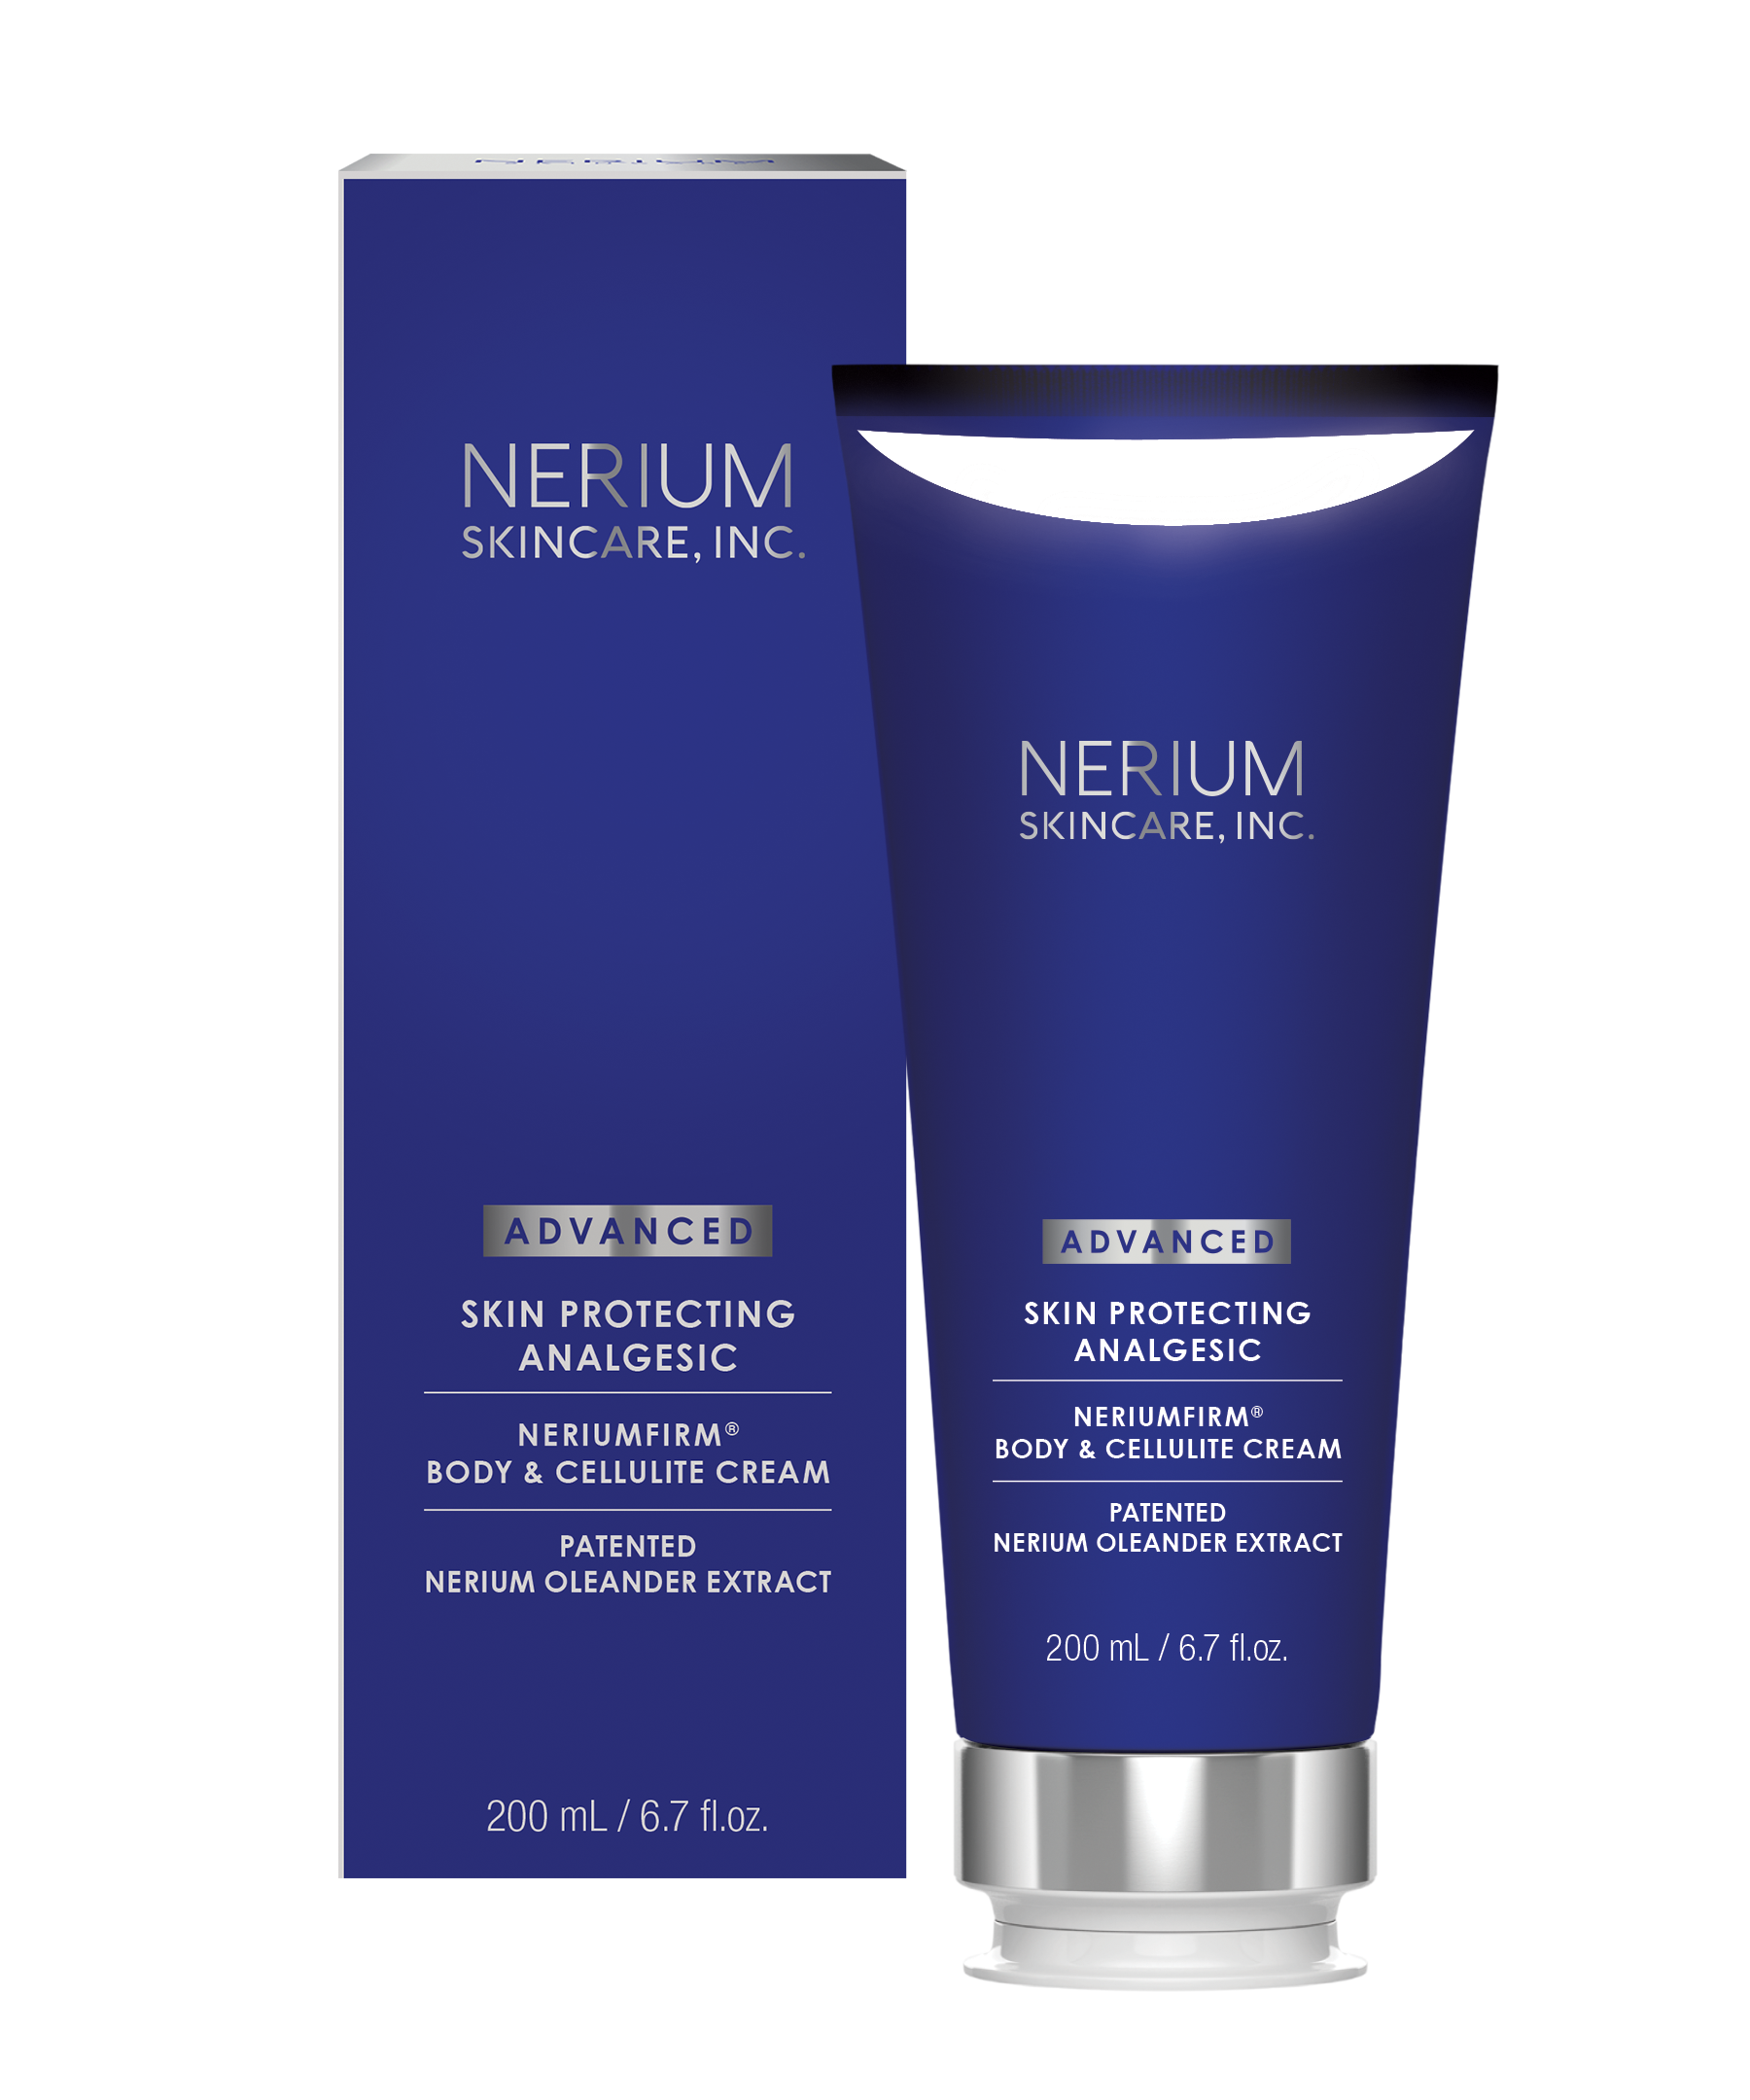 NERIUM
NERIUM
SKINCARE, INC.
ADVANCED
SKIN PROTECTING
ANALGESIC
NERIUMFIRM®
BODY & CELLULITE CREAM
PATENTED
NERIUM OLEANDER EXTRACT
200 mL / 6.7 fl.oz.
NERIUM
SKINCARE, INC.
ADVANCED
SKIN PROTECTING
ANALGESIC
NERIUMFIRM®
BODY & CELLULITE CREAM
PATENTED
NERIUM OLEANDER EXTRACT
200 mL / 6.7 fl.oz.